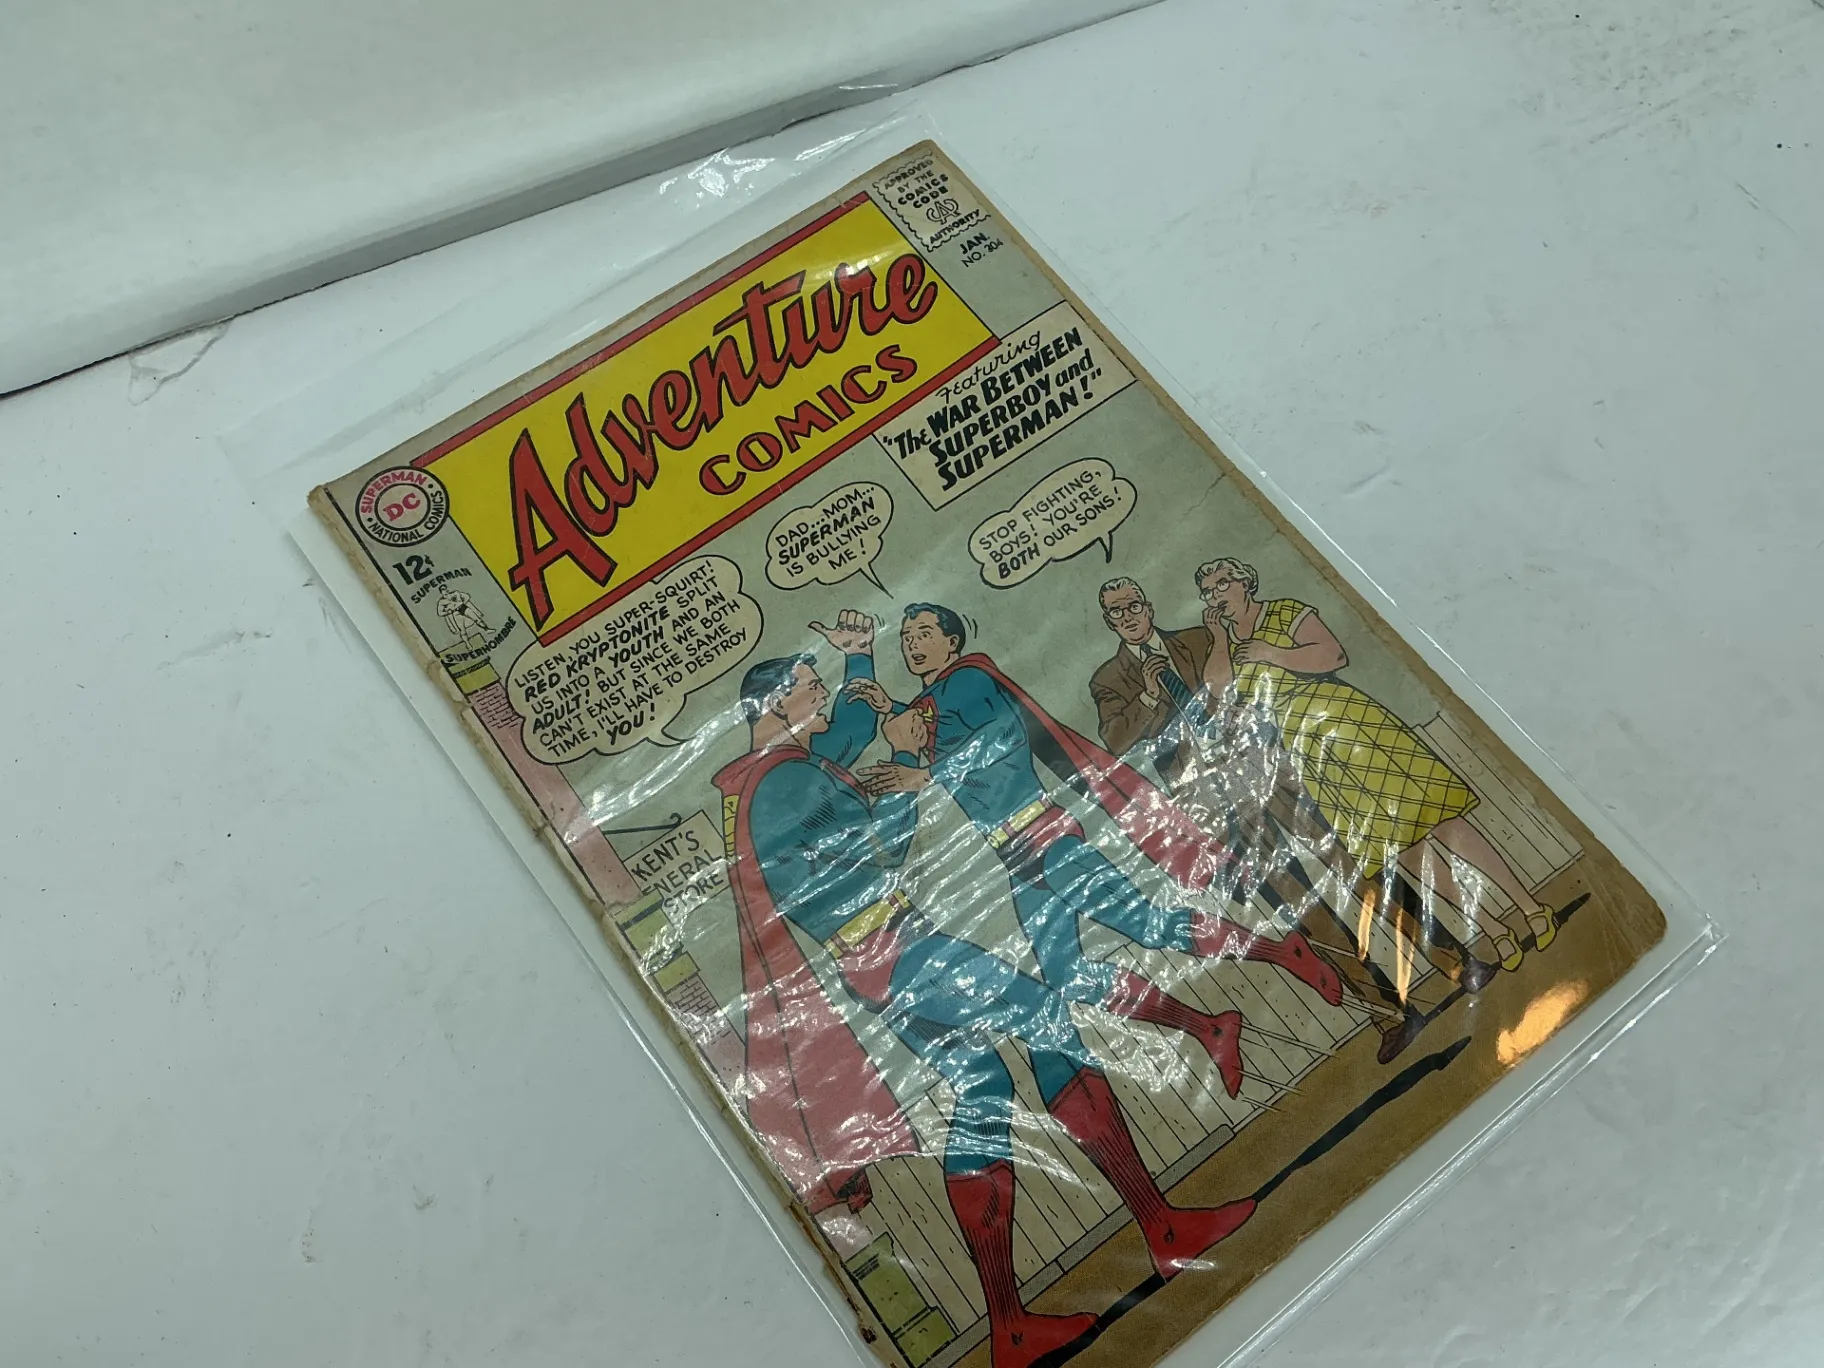 APPROVED
BY THE
COMICS
CODE
CA
AUTHORITY
JAN.
NO. 304
Adventure
COMICS
Featuring
"The WAR BETWEEN
SUPERBOY and
SUPERMAN!"
SUPERMAN
DC
NATIONAL COMICS
12¢
SUPERMAN
SUPERHOMBRE
LISTEN, YOU SUPER-SQUIRT!
RED KRYPTONITE SPLIT
US INTO A YOUTH AND AN
ADULT! BUT SINCE WE BOTH
CAN'T EXIST AT THE SAME
TIME, I'LL HAVE TO DESTROY
YOU!
DAD...MOM...
SUPERMAN
IS BULLYING
ME!
STOP FIGHTING,
BOYS! YOU'RE
BOTH OUR SONS!
KENT'S
ENERAL
STORE